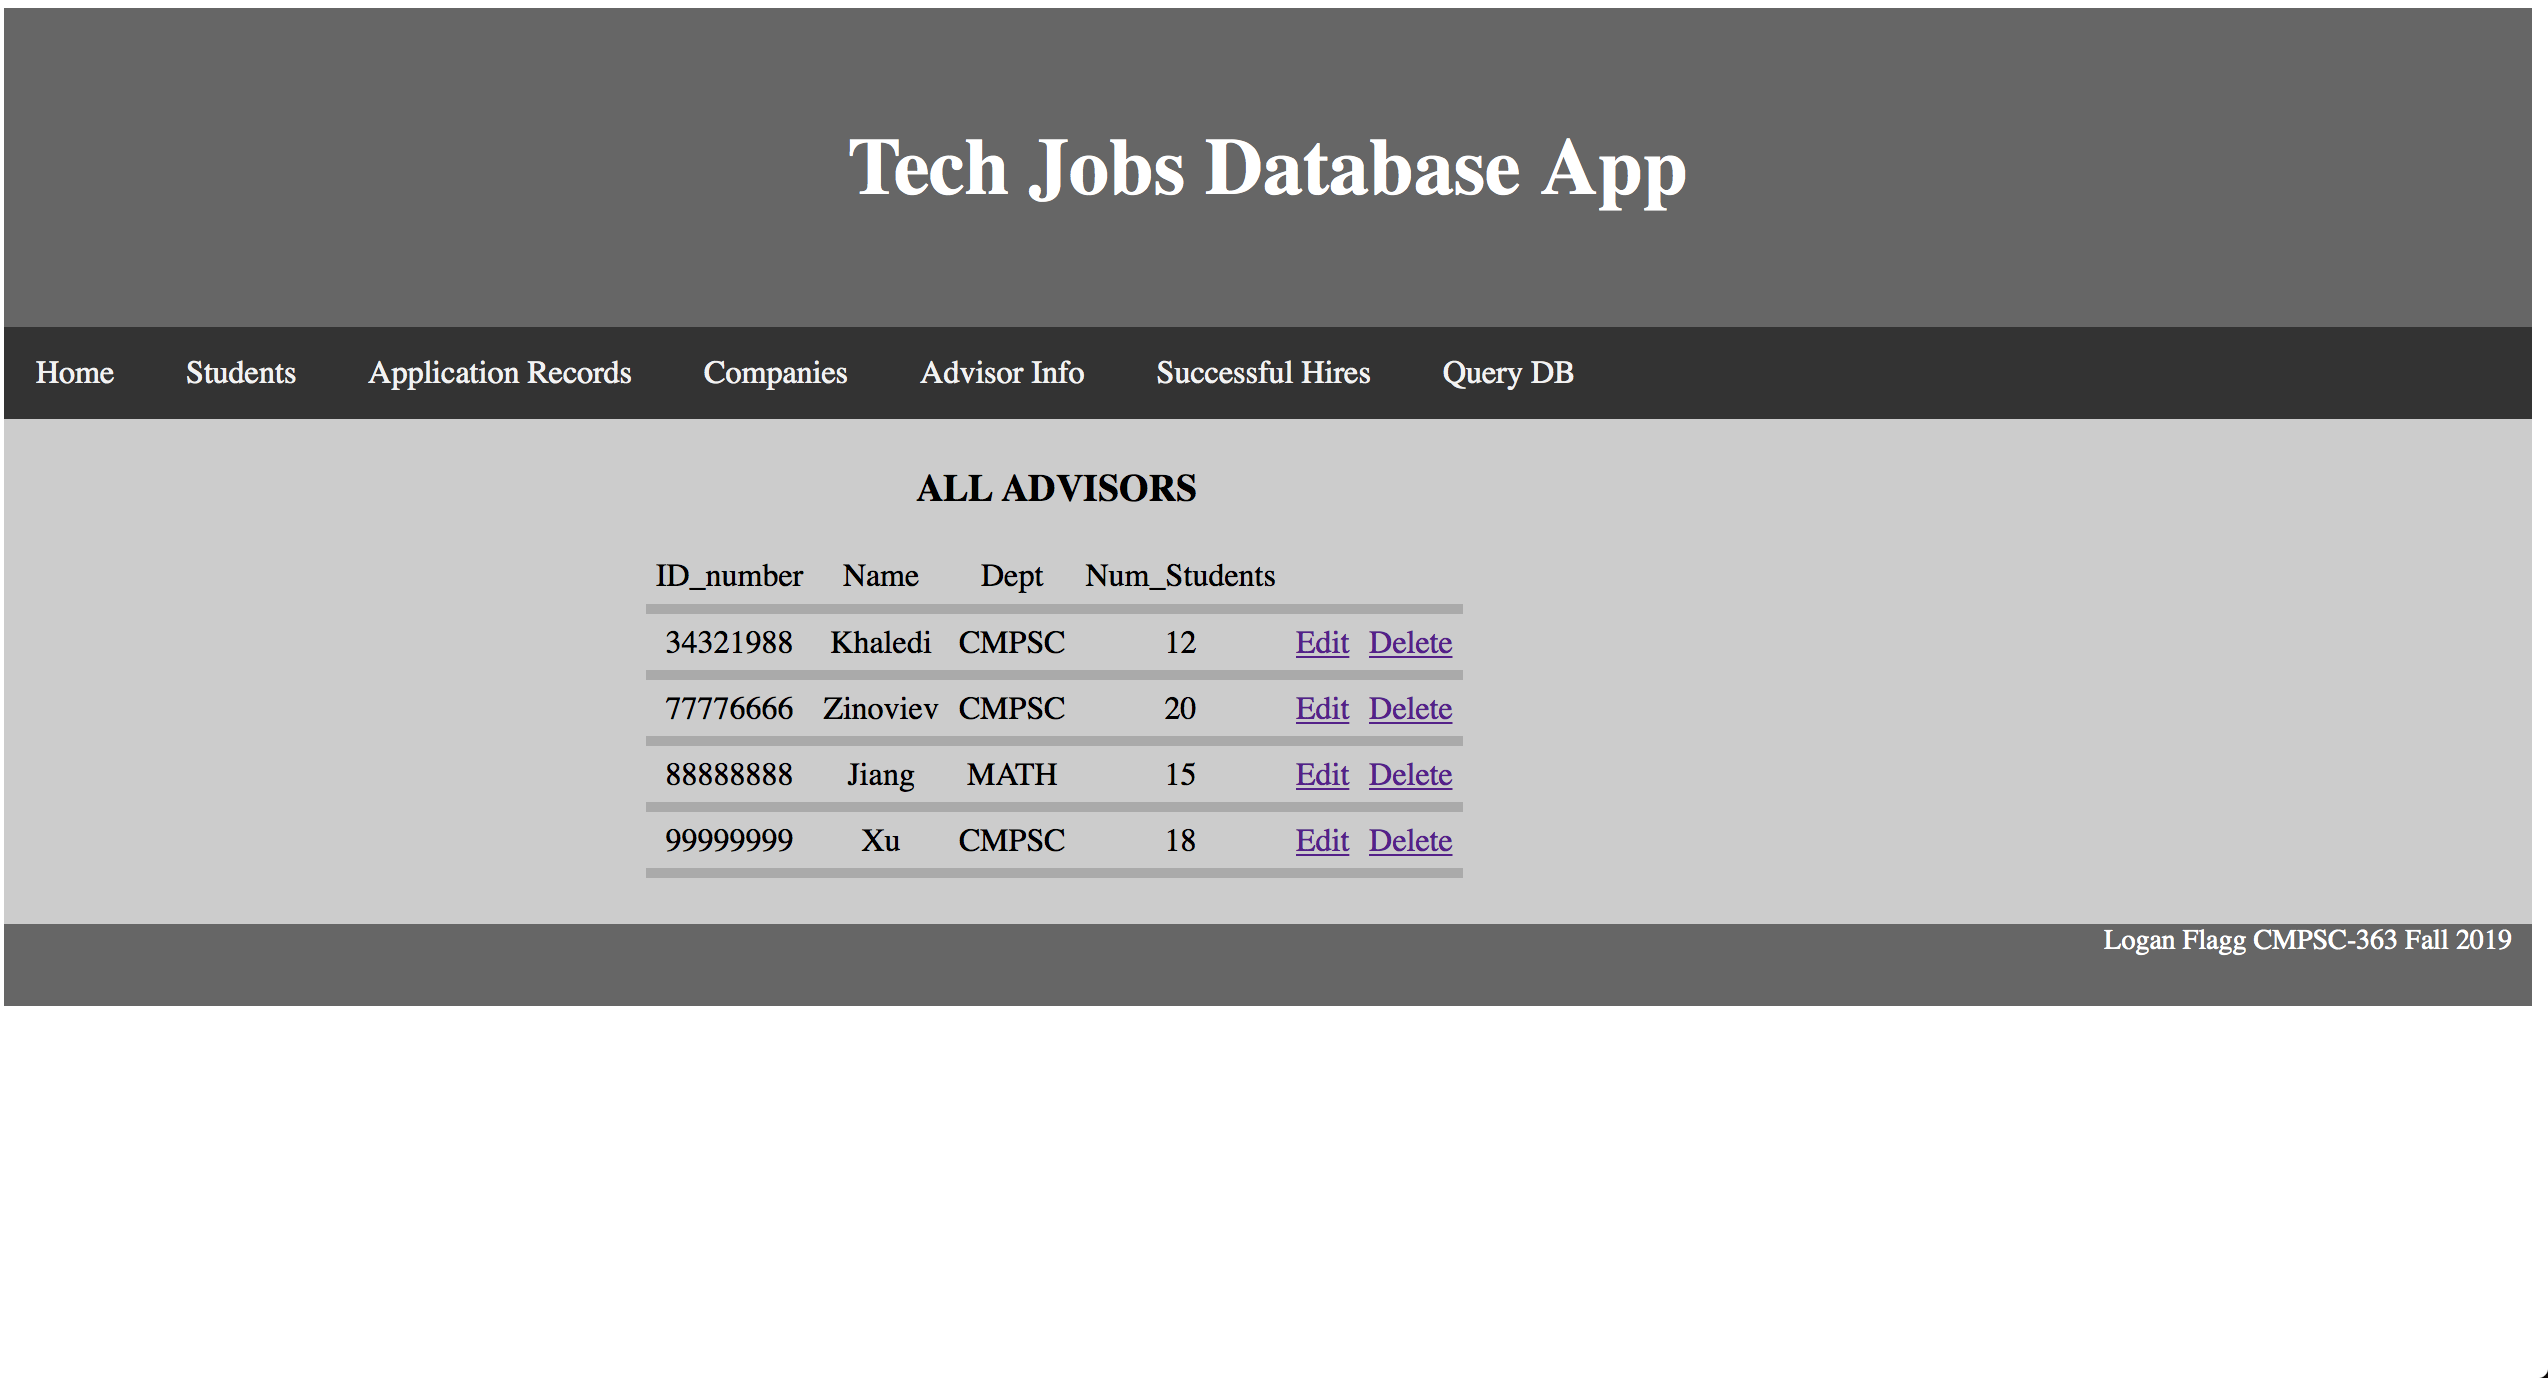 Tech Jobs Database App
Home Students Application Records Companies Advisor Info Successful Hires Query DB
ALL ADVISORS
ID_number Name Dept Num_Students
34321988 Khaledi CMPSC 12 Edit Delete
77776666 Zinoviev CMPSC 20 Edit Delete
88888888 Jiang MATH 15 Edit Delete
99999999 Xu CMPSC 18 Edit Delete
Logan Flagg CMPSC-363 Fall 2019